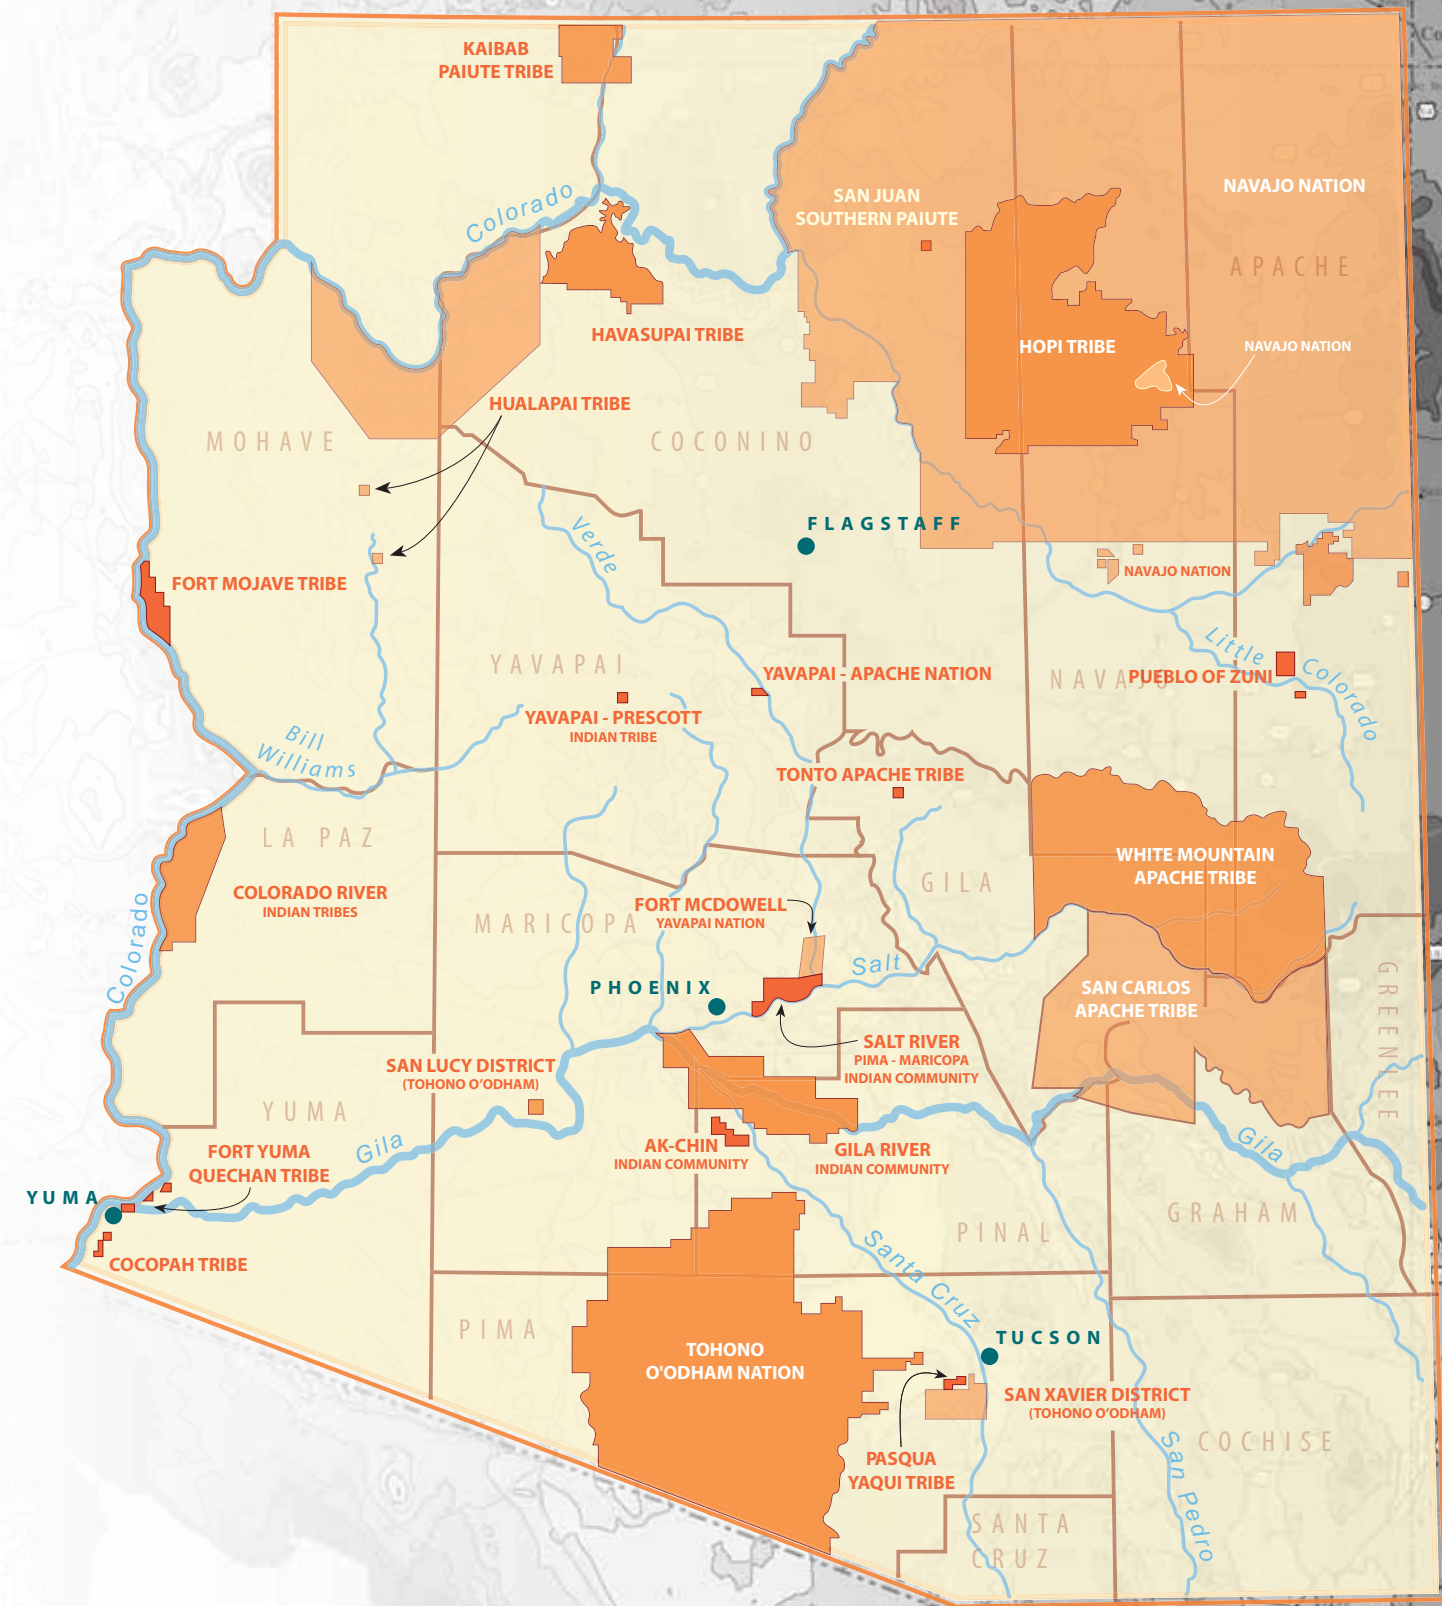 KAIBAB
PAIUTE TRIBE
Colorado
SAN JUAN
SOUTHERN PAIUTE
NAVAJO NATION
APACHE
HAVASUPAI TRIBE
HOPI TRIBE
NAVAJO NATION
HUALAPAI TRIBE
MOHAVE
COCONINO
FLAGSTAFF
Verde
FORT MOJAVE TRIBE
NAVAJO NATION
Little
Colorado
YAVAPAI
YAVAPAI - APACHE NATION
NAVAJO
PUEBLO OF ZUNI
YAVAPAI - PRESCOTT
INDIAN TRIBE
Bill
Williams
TONTO APACHE TRIBE
LA PAZ
WHITE MOUNTAIN
APACHE TRIBE
COLORADO RIVER
INDIAN TRIBES
GILA
FORT MCDOWELL
YAVAPAI NATION
MARICOPA
Colorado
Salt
PHOENIX
SAN CARLOS
APACHE TRIBE
GREENLEE
SALT RIVER
PIMA - MARICOPA
INDIAN COMMUNITY
SAN LUCY DISTRICT
(TOHONO O'ODHAM)
YUMA
Gila
AK-CHIN
INDIAN COMMUNITY
GILA RIVER
INDIAN COMMUNITY
Gila
FORT YUMA
QUECHAN TRIBE
YUMA
COCOPAH TRIBE
GRAHAM
PINAL
Santa Cruz
PIMA
TOHONO
O'ODHAM NATION
TUCSON
SAN XAVIER DISTRICT
(TOHONO O'ODHAM)
PASQUA
YAQUI TRIBE
COCHISE
San Pedro
SANTA
CRUZ